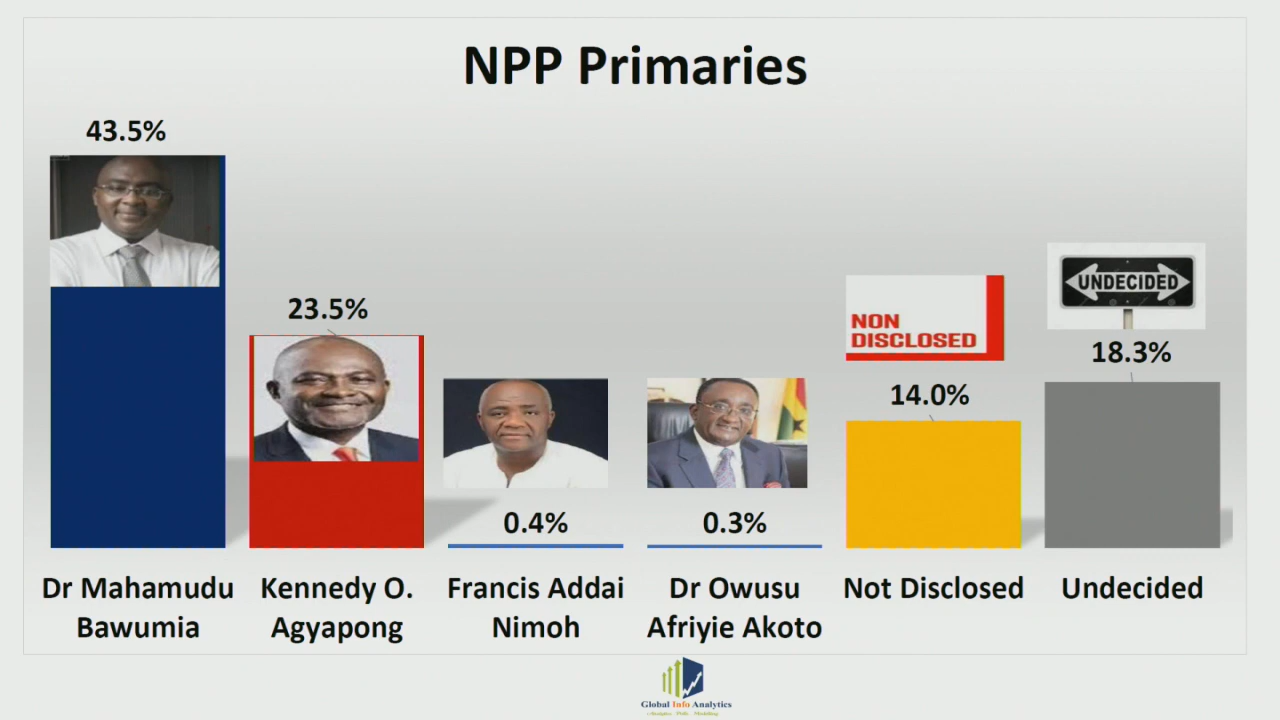 NPP Primaries
43.5%
23.5%
0.4%
0.3%
NON
DISCLOSED
14.0%
UNDECIDED
18.3%
Dr Mahamudu
Bawumia
Kennedy O.
Agyapong
Francis Addai
Nimoh
Dr Owusu
Afriyie Akoto
Not Disclosed
Undecided
Global Info Analytics